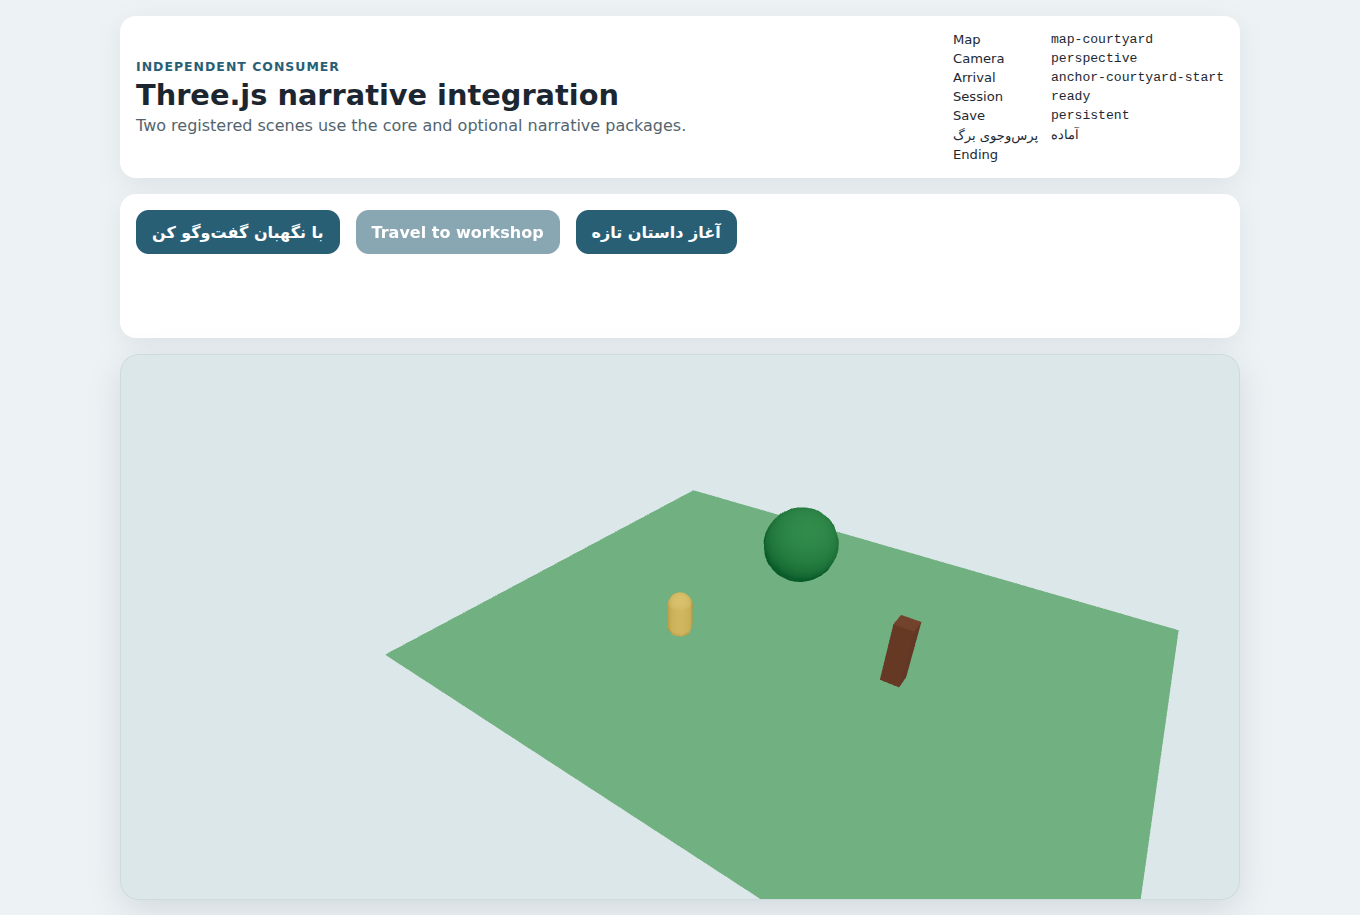 INDEPENDENT CONSUMER
Three.js narrative integration
Two registered scenes use the core and optional narrative packages.
Map map-courtyard
Camera perspective
Arrival anchor-courtyard-start
Session ready
Save persistent
پرس‌وجوی برگ آماده
Ending
با نگهبان گفت‌وگو کن
Travel to workshop
آغاز داستان تازه